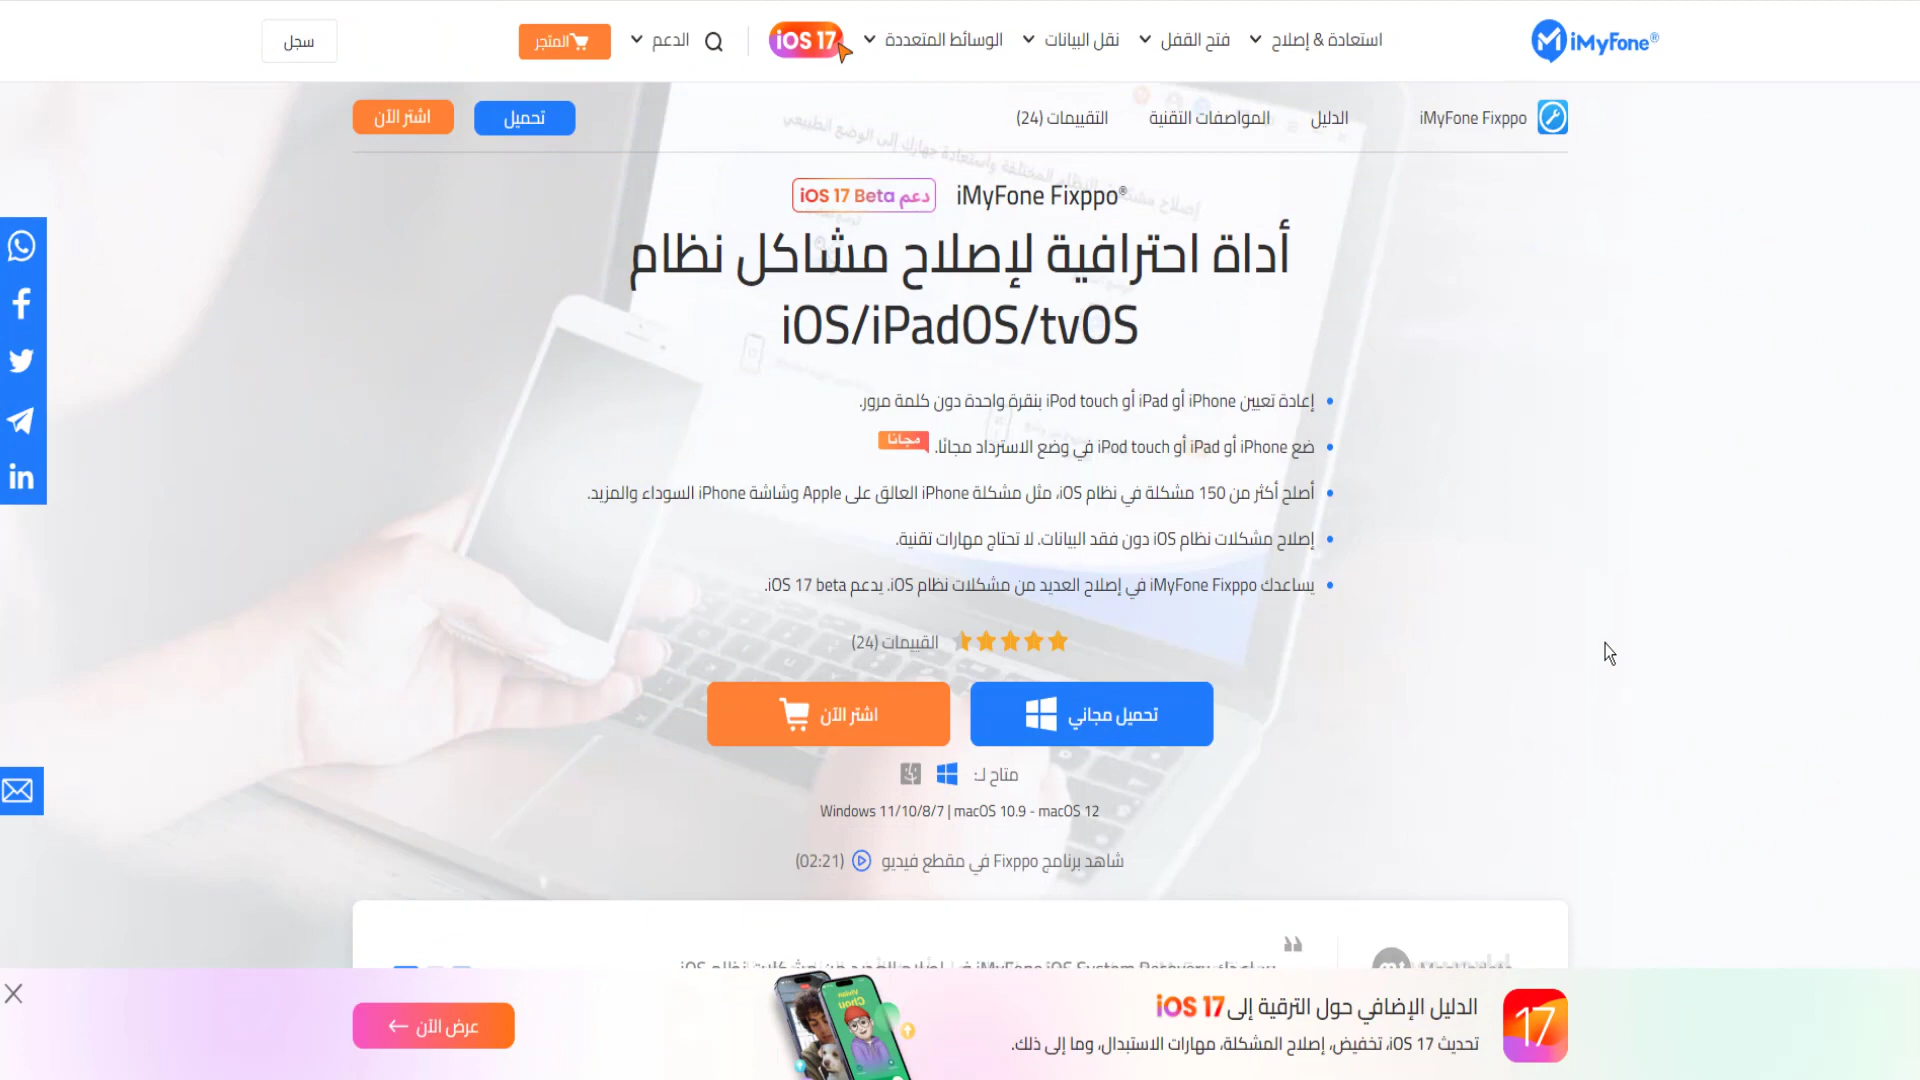 iMyFone®
استعادة & إصلاح
فتح القفل
نقل البيانات
الوسائط المتعددة
iOS 17
الدعم
المتجر
سجل
iMyFone Fixppo
الدليل
المواصفات التقنية
التقييمات (24)
تحميل
اشتر الآن
iMyFone Fixppo®
دعم iOS 17 Beta
أداة احترافية لإصلاح مشاكل نظام
iOS/iPadOS/tvOS
إعادة تعيين iPhone أو iPad أو iPod touch بنقرة واحدة دون كلمة مرور.
ضع iPhone أو iPad أو iPod touch في وضع الاسترداد مجانًا. مجانا
أصلح أكثر من 150 مشكلة في نظام iOS، مثل مشكلة iPhone العالق على Apple وشاشة iPhone السوداء والمزيد.
إصلاح مشكلات نظام iOS دون فقد البيانات. لا تحتاج مهارات تقنية.
يساعدك iMyFone Fixppo في إصلاح العديد من مشكلات نظام iOS. يدعم iOS 17 beta.
القييمات (24)
تحميل مجاني
اشتر الآن
متاح لـ:
Windows 11/10/8/7 | macOS 10.9 - macOS 12
شاهد برنامج Fixppo في مقطع فيديو (02:21)
17
الدليل الإضافي حول الترقية إلى iOS 17
تحديث iOS 17، تخفيض، إصلاح المشكلة، مهارات الاستبدال، وما إلى ذلك.
عرض الآن